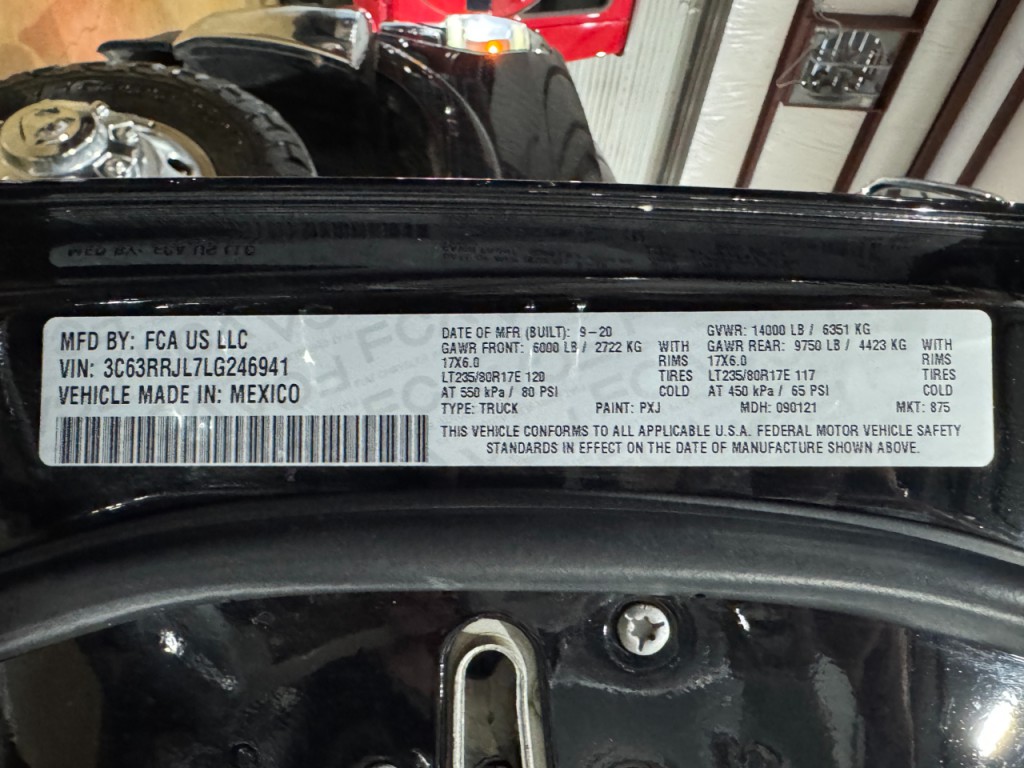 MFD BY: FCA US LLC
VIN: 3C63RRJL7LG246941
VEHICLE MADE IN: MEXICO
DATE OF MFR (BUILT): 9-20
GVWR: 14000 LB / 6351 KG
GAWR FRONT: 6000 LB / 2722 KG WITH
GAWR REAR: 9750 LB / 4423 KG WITH
17X6.0 RIMS
17X6.0 RIMS
LT235/80R17E 120 TIRES
LT235/80R17E 117 TIRES
AT 550 kPa / 80 PSI COLD
AT 450 kPa / 65 PSI COLD
TYPE: TRUCK PAINT: PXJ MDH: 090121 MKT: 875
THIS VEHICLE CONFORMS TO ALL APPLICABLE U.S.A. FEDERAL MOTOR VEHICLE SAFETY
STANDARDS IN EFFECT ON THE DATE OF MANUFACTURE SHOWN ABOVE.